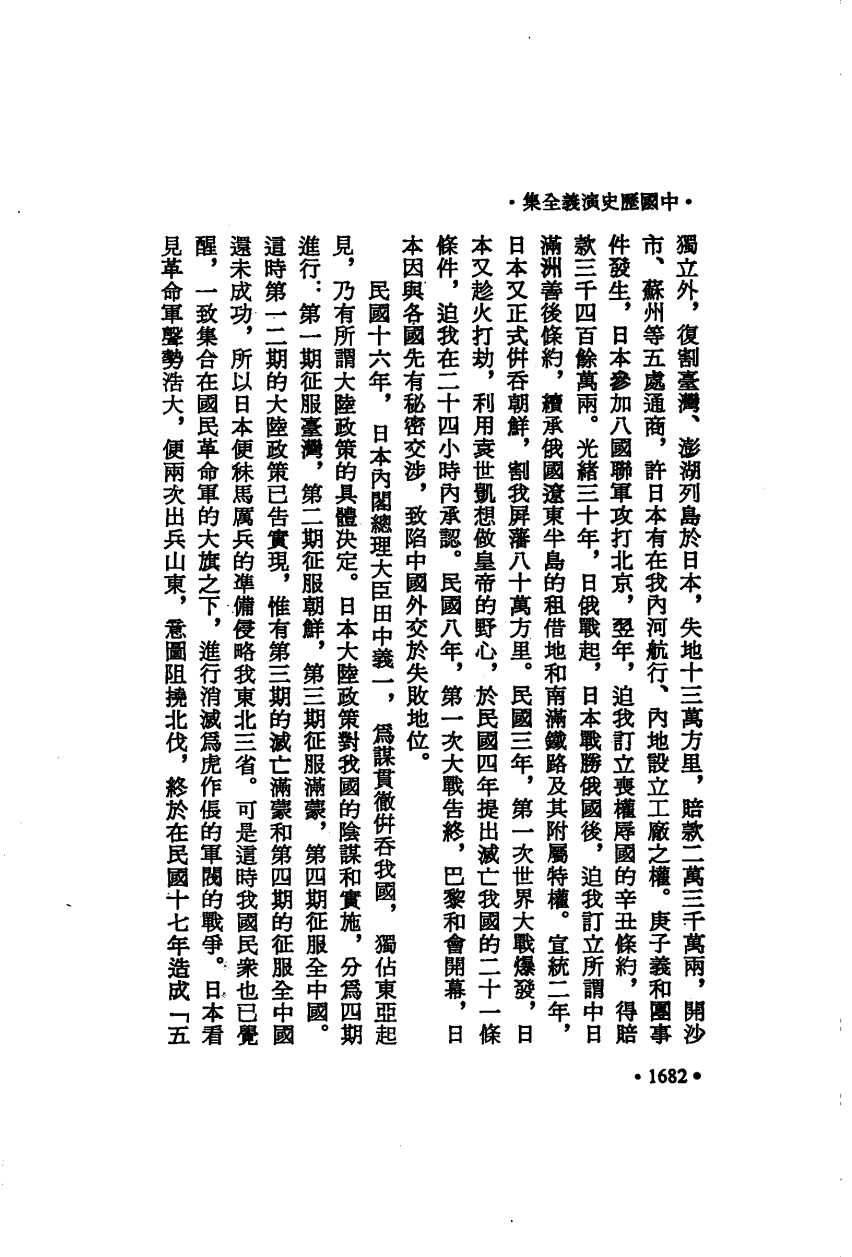 ·中國歷史演義全集·
獨立外，復割臺灣、澎湖列島於日本，失地十三萬方里，賠款二萬三千萬兩，開沙
市、蘇州等五處通商，許日本有在我內河航行、內地設立工廠之權。庚子義和團事
件發生，日本參加八國聯軍攻打北京，翌年，迫我訂立喪權辱國的辛丑條約，得賠
款三千四百餘萬兩。光緒三十年，日俄戰起，日本戰勝俄國後，迫我訂立所謂中日
滿洲善後條約，續承俄國遼東半島的租借地和南滿鐵路及其附屬特權。宣統二年，
日本又正式併吞朝鮮，割我屏藩八十萬方里。民國三年，第一次世界大戰爆發，日
本又趁火打劫，利用袁世凱想做皇帝的野心，於民國四年提出滅亡我國的二十一條
條件，迫我在二十四小時內承認。民國八年，第一次大戰告終，巴黎和會開幕，日
本因與各國先有秘密交涉，致陷中國外交於失敗地位。
民國十六年，日本內閣總理大臣田中義一，爲謀貫徹併吞我國，獨佔東亞起
見，乃有所謂大陸政策的具體決定。日本大陸政策對我國的陰謀和實施，分爲四期
進行：第一期征服臺灣，第二期征服朝鮮，第三期征服滿蒙，第四期征服全中國。
這時第一二期的大陸政策已告實現，惟有第三期的滅亡滿蒙和第四期的征服全中國
還未成功，所以日本便秣馬厲兵的準備侵略我東北三省。可是這時我國民衆也已覺
醒，一致集合在國民革命軍的大旗之下，進行消滅爲虎作倀的軍閥的戰爭。日本看
見革命軍聲勢浩大，便兩次出兵山東，意圖阻撓北伐，終於在民國十七年造成「五
·1682·